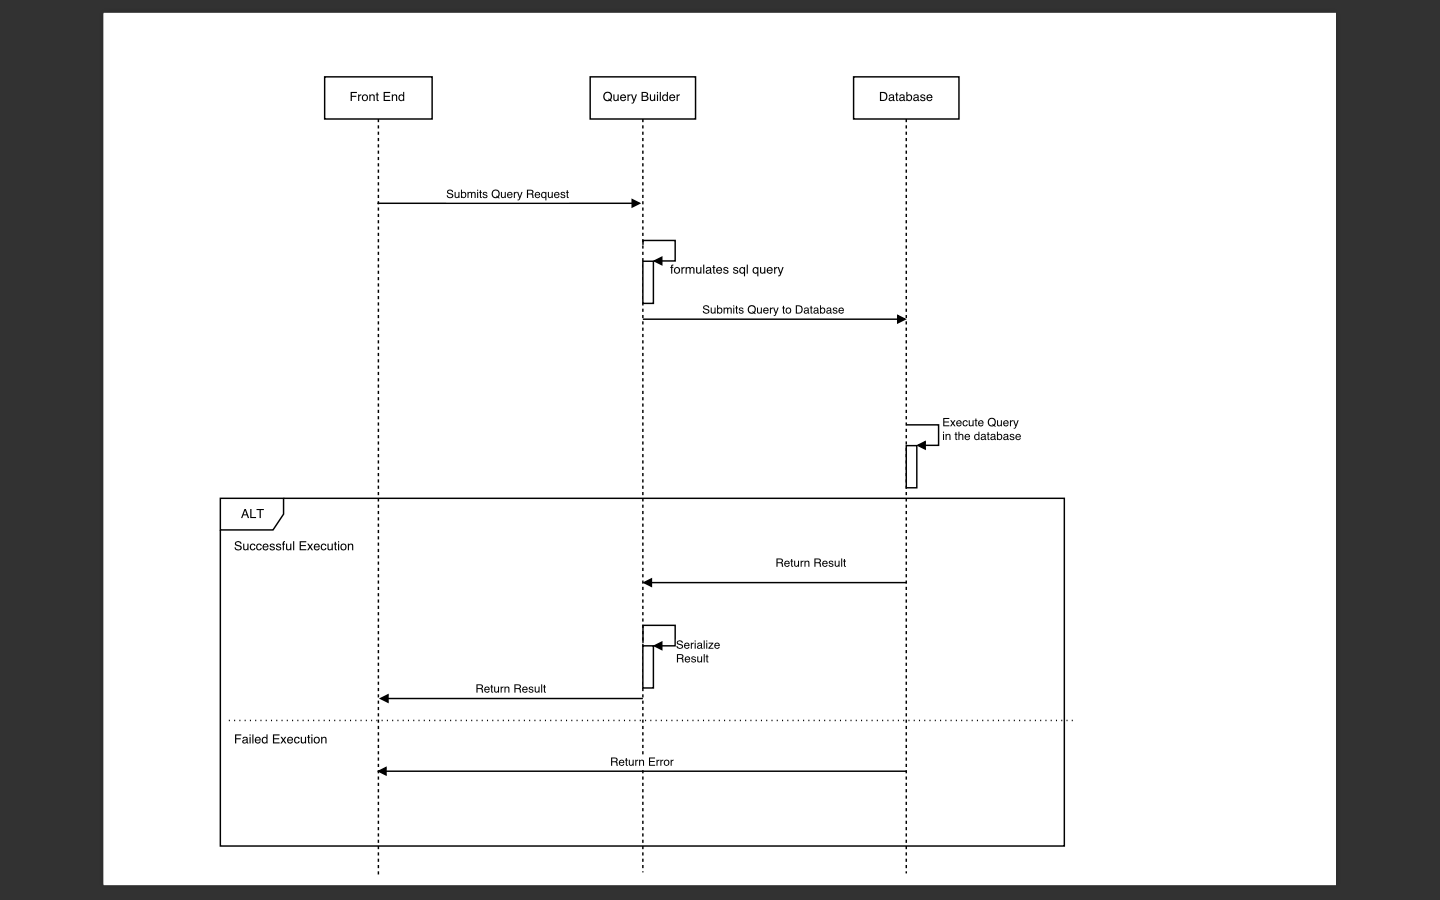 Front End
Query Builder
Database
Submits Query Request
formulates sql query
Submits Query to Database
Execute Query
in the database
ALT
Successful Execution
Return Result
Serialize
Result
Return Result
Failed Execution
Return Error